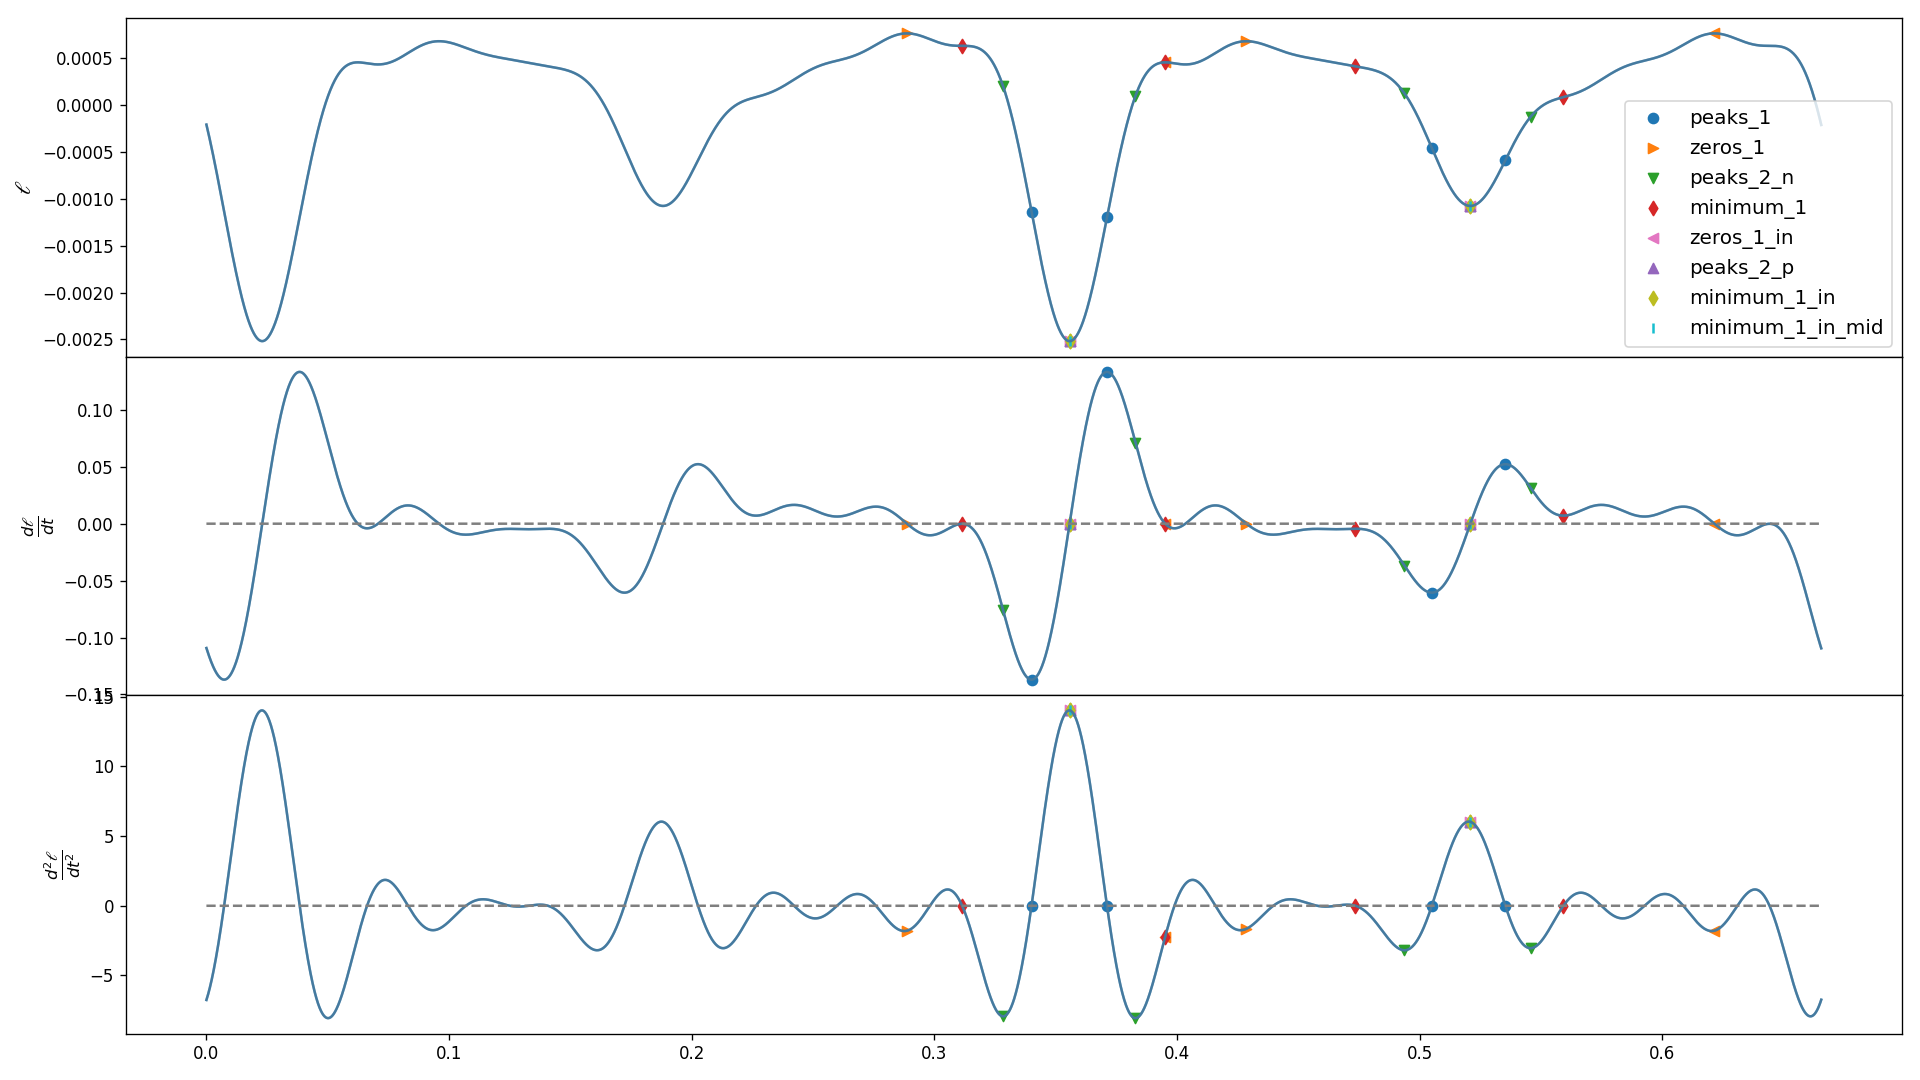 0.0005
0.0000
−0.0005
−0.0010
−0.0015
−0.0020
−0.0025
ℓ
peaks_1
zeros_1
peaks_2_n
minimum_1
zeros_1_in
peaks_2_p
minimum_1_in
minimum_1_in_mid
0.10
0.05
0.00
−0.05
−0.10
−0.15
dℓ
dt
15
10
5
0
−5
d²ℓ
dt²
0.0 0.1 0.2 0.3 0.4 0.5 0.6